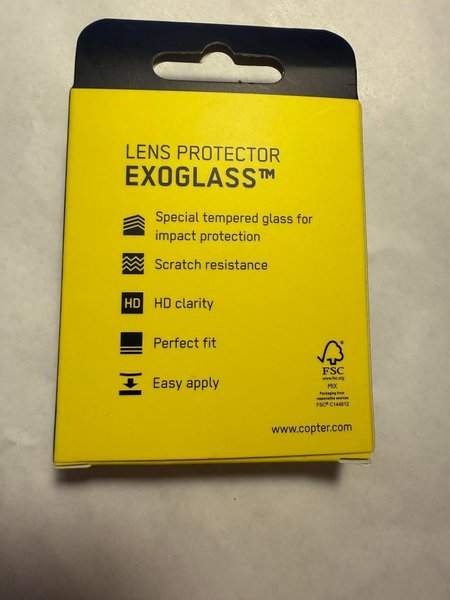 LENS PROTECTOR
EXOGLASS™
Special tempered glass for
impact protection
Scratch resistance
HD HD clarity
Perfect fit
Easy apply
FSC
www.fsc.org
MIX
Packaging from
responsible sources
FSC® C144612
www.copter.com